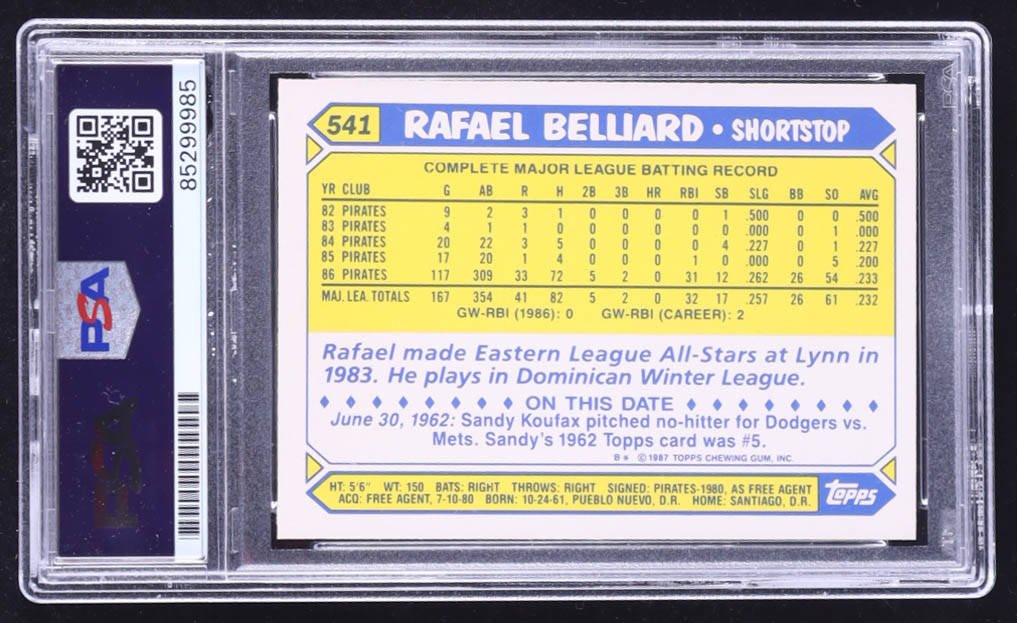 85299985
PSA
541 RAFAEL BELLIARD • SHORTSTOP
COMPLETE MAJOR LEAGUE BATTING RECORD
YR CLUB G AB R H 2B 3B HR RBI SB SLG BB SO AVG
82 PIRATES 9 2 3 1 0 0 0 0 1 .500 0 0 .500
83 PIRATES 4 1 1 0 0 0 0 0 0 .000 0 1 .000
84 PIRATES 20 22 3 5 0 0 0 0 4 .227 0 1 .227
85 PIRATES 17 20 1 4 0 0 0 1 0 .000 0 5 .200
86 PIRATES 117 309 33 72 5 2 0 31 12 .262 26 54 .233
MAJ. LEA. TOTALS 167 354 41 82 5 2 0 32 17 .257 26 61 .232
GW-RBI (1986): 0 GW-RBI (CAREER): 2
Rafael made Eastern League All-Stars at Lynn in
1983. He plays in Dominican Winter League.
♦ ♦ ♦ ♦ ♦ ♦ ♦ ♦ ♦ ON THIS DATE ♦ ♦ ♦ ♦ ♦ ♦ ♦ ♦ ♦
June 30, 1962: Sandy Koufax pitched no-hitter for Dodgers vs.
Mets. Sandy's 1962 Topps card was #5.
B* ©1987 TOPPS CHEWING GUM, INC.
HT: 5'6" WT: 150 BATS: RIGHT THROWS: RIGHT SIGNED: PIRATES-1980, AS FREE AGENT
ACQ: FREE AGENT, 7-10-80 BORN: 10-24-61, PUEBLO NUEVO, D.R. HOME: SANTIAGO, D.R.
Topps
PSA